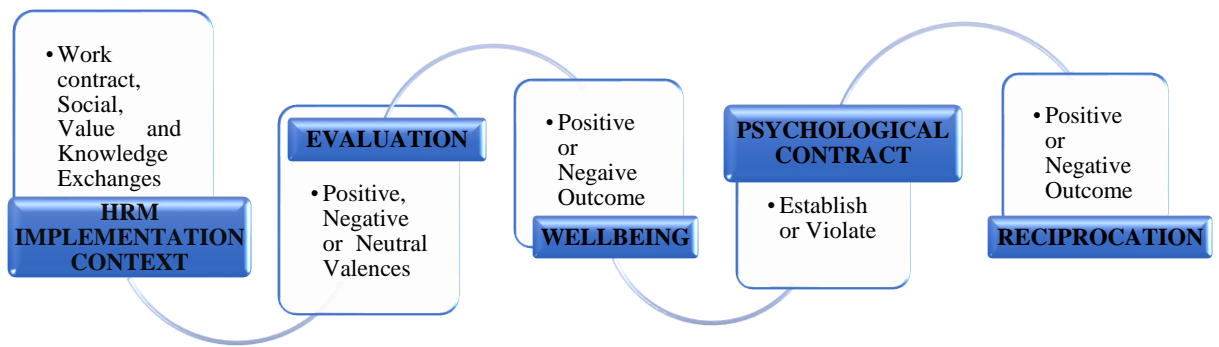 • Work
contract,
Social,
Value and
Knowledge
Exchanges
HRM
IMPLEMENTATION
CONTEXT
EVALUATION
• Positive,
Negative
or Neutral
Valences
• Positive
or
Negaive
Outcome
WELLBEING
PSYCHOLOGICAL
CONTRACT
• Establish
or Violate
• Positive
or
Negative
Outcome
RECIPROCATION